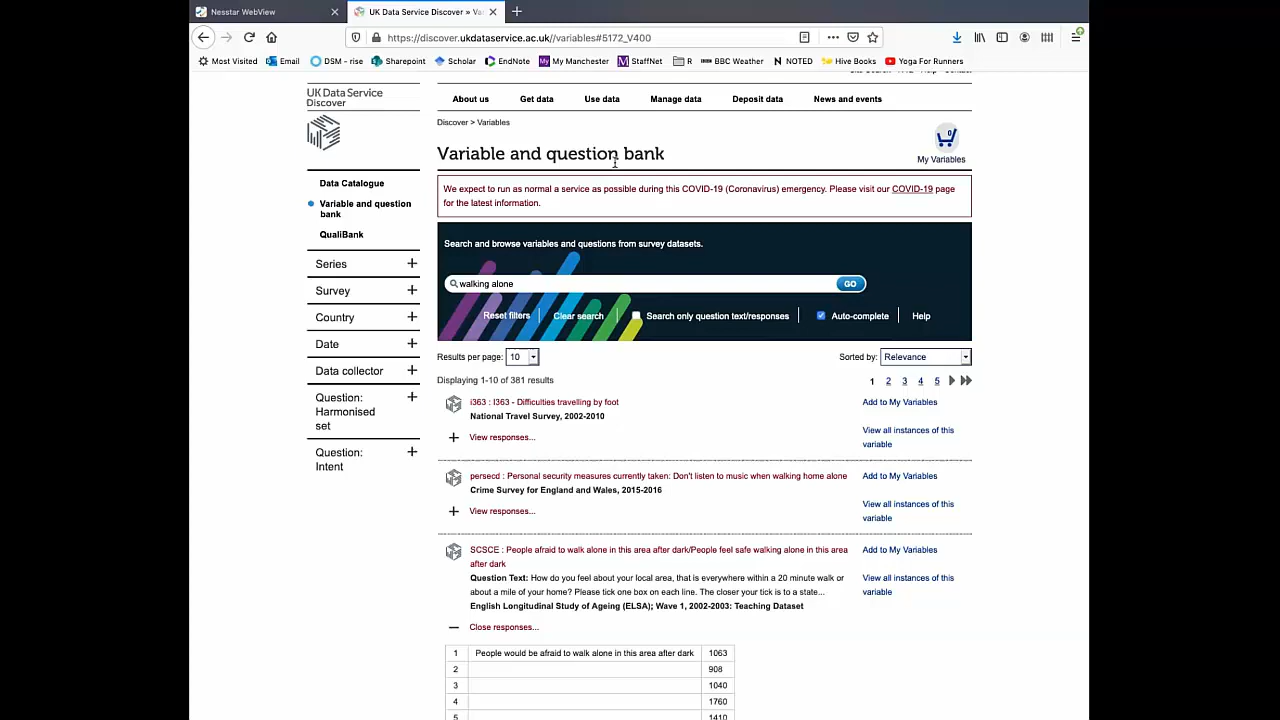 Nesstar WebView
UK Data Service Discover » Va
https://discover.ukdataservice.ac.uk//variables#5172_V400
Most Visited Email DSM - rise Sharepoint Scholar EndNote My Manchester StaffNet R BBC Weather NOTED Hive Books Yoga For Runners
UK Data Service
Discover
About us Get data Use data Manage data Deposit data News and events
Discover > Variables
Variable and question bank
0
My Variables
Data Catalogue
Variable and question
bank
QualiBank
Series +
Survey +
Country +
Date +
Data collector +
Question: +
Harmonised
set
Question: +
Intent
We expect to run as normal a service as possible during this COVID-19 (Coronavirus) emergency. Please visit our COVID-19 page
for the latest information.
Search and browse variables and questions from survey datasets.
walking alone GO
Reset filters Clear search Search only question text/responses Auto-complete Help
Results per page: 10 Sorted by: Relevance
Displaying 1-10 of 381 results 1 2 3 4 5
i363 : I363 - Difficulties travelling by foot Add to My Variables
National Travel Survey, 2002-2010
View all instances of this
variable
+ View responses...
persecd : Personal security measures currently taken: Don't listen to music when walking home alone Add to My Variables
Crime Survey for England and Wales, 2015-2016
View all instances of this
variable
+ View responses...
SCSCE : People afraid to walk alone in this area after dark/People feel safe walking alone in this area Add to My Variables
after dark
Question Text: How do you feel about your local area, that is everywhere within a 20 minute walk or View all instances of this
about a mile of your home? Please tick one box on each line. The closer your tick is to a state... variable
English Longitudinal Study of Ageing (ELSA); Wave 1, 2002-2003: Teaching Dataset
— Close responses...
1 People would be afraid to walk alone in this area after dark 1063
2 908
3 1040
4 1760
5 1410